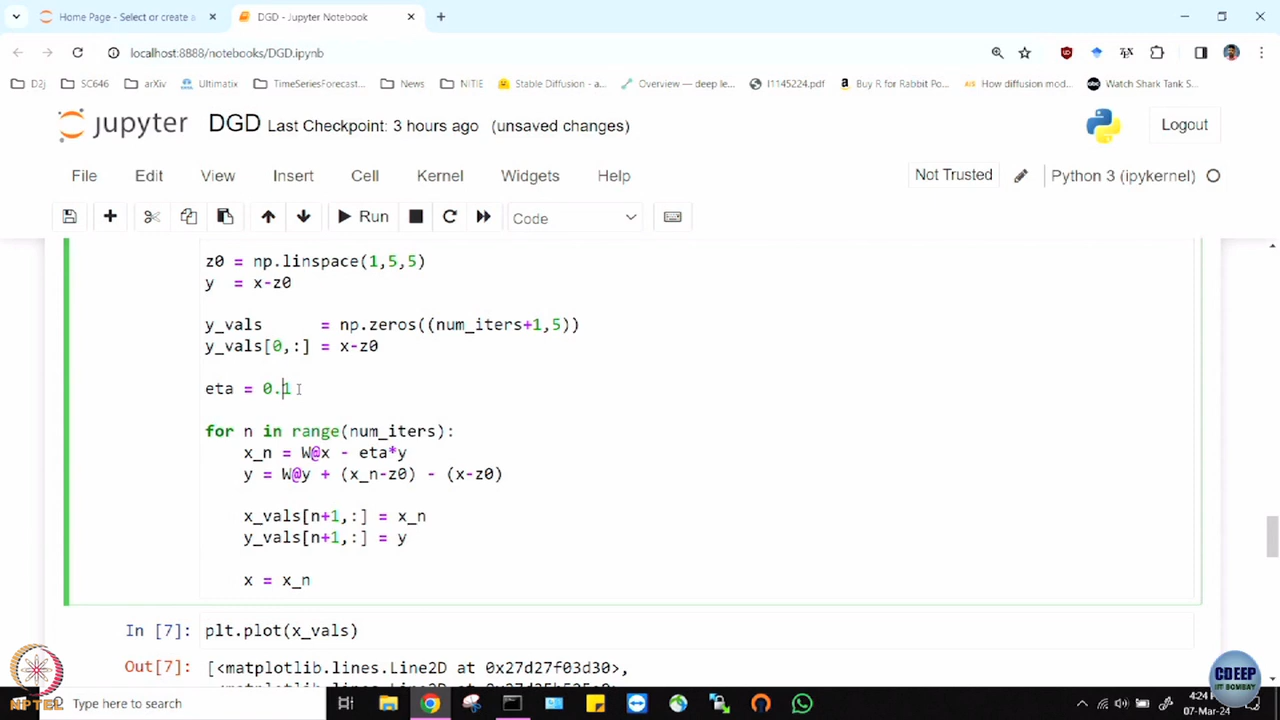 Home Page - Select or create a
DGD - Jupyter Notebook
localhost:8888/notebooks/DGD.ipynb
D2j
SC646
arXiv
Ultimatix
TimeSeriesForecast...
News
NITIE
Stable Diffusion - a...
Overview — deep le...
I1145224.pdf
Buy R for Rabbit Po...
How diffusion mod...
Watch Shark Tank S...
jupyter DGD Last Checkpoint: 3 hours ago (unsaved changes)
Logout
File Edit View Insert Cell Kernel Widgets Help
Not Trusted
Python 3 (ipykernel)
Run
Code
z0 = np.linspace(1,5,5)
y  = x-z0
y_vals      = np.zeros((num_iters+1,5))
y_vals[0,:] = x-z0
eta = 0.1
for n in range(num_iters):
    x_n = W@x - eta*y
    y = W@y + (x_n-z0) - (x-z0)
    x_vals[n+1,:] = x_n
    y_vals[n+1,:] = y
    x = x_n
In [7]: plt.plot(x_vals)
Out[7]: [<matplotlib.lines.Line2D at 0x27d27f03d30>,
NPTEL
Type here to search
CDEEP
IIT BOMBAY
4:24
07-Mar-24